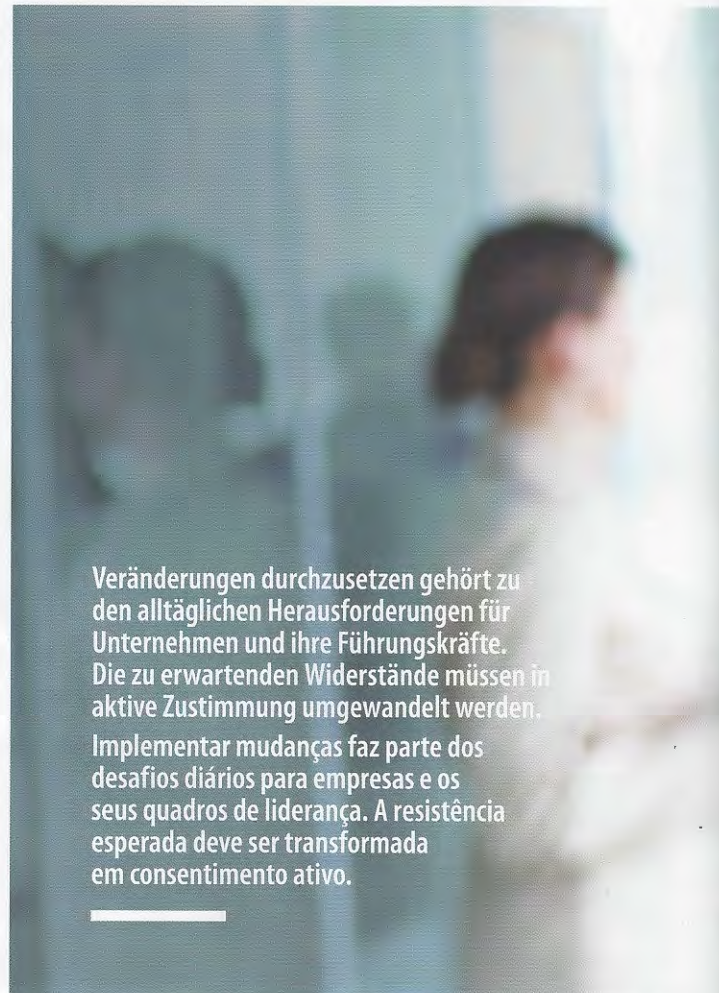 Veränderungen durchzusetzen gehört zu
den alltäglichen Herausforderungen für
Unternehmen und ihre Führungskräfte.
Die zu erwartenden Widerstände müssen in
aktive Zustimmung umgewandelt werden.
Implementar mudanças faz parte dos
desafios diários para empresas e os
seus quadros de liderança. A resistência
esperada deve ser transformada
em consentimento ativo.